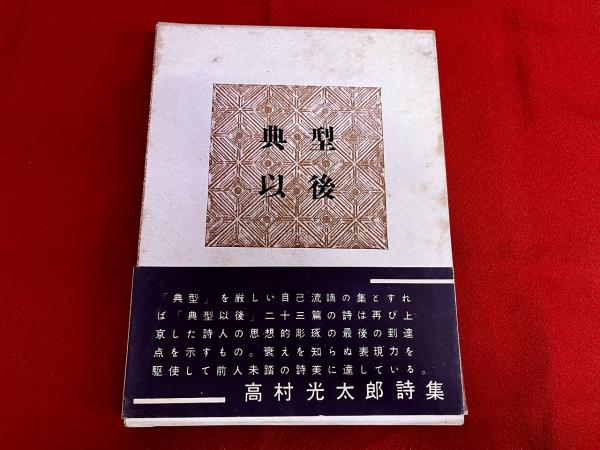 典型
以後
「典型」を厳しい自己流謫の集とすれ
ば「典型以後」二十三篇の詩は再び上
京した詩人の思想的彫琢の最後の到達
点を示すもの。衰えを知らぬ表現力を
駆使して前人未踏の詩美に達している。
高村光太郎詩集